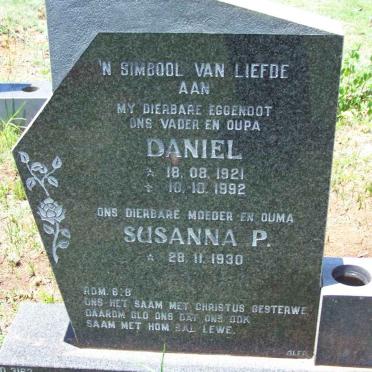 'N SIMBOOL VAN LIEFDE
AAN
MY DIERBARE EGGENOOT
ONS VADER EN OUPA
DANIEL
* 18.08.1921
+ 10.10.1992
ONS DIERBARE MOEDER EN OUMA
SUSANNA P.
* 28.11.1930
ROM. 6:8
ONS HET SAAM MET CHRISTUS GESTERWE
DAAROM GLO ONS DAT ONS OOK
SAAM MET HOM SAL LEWE.